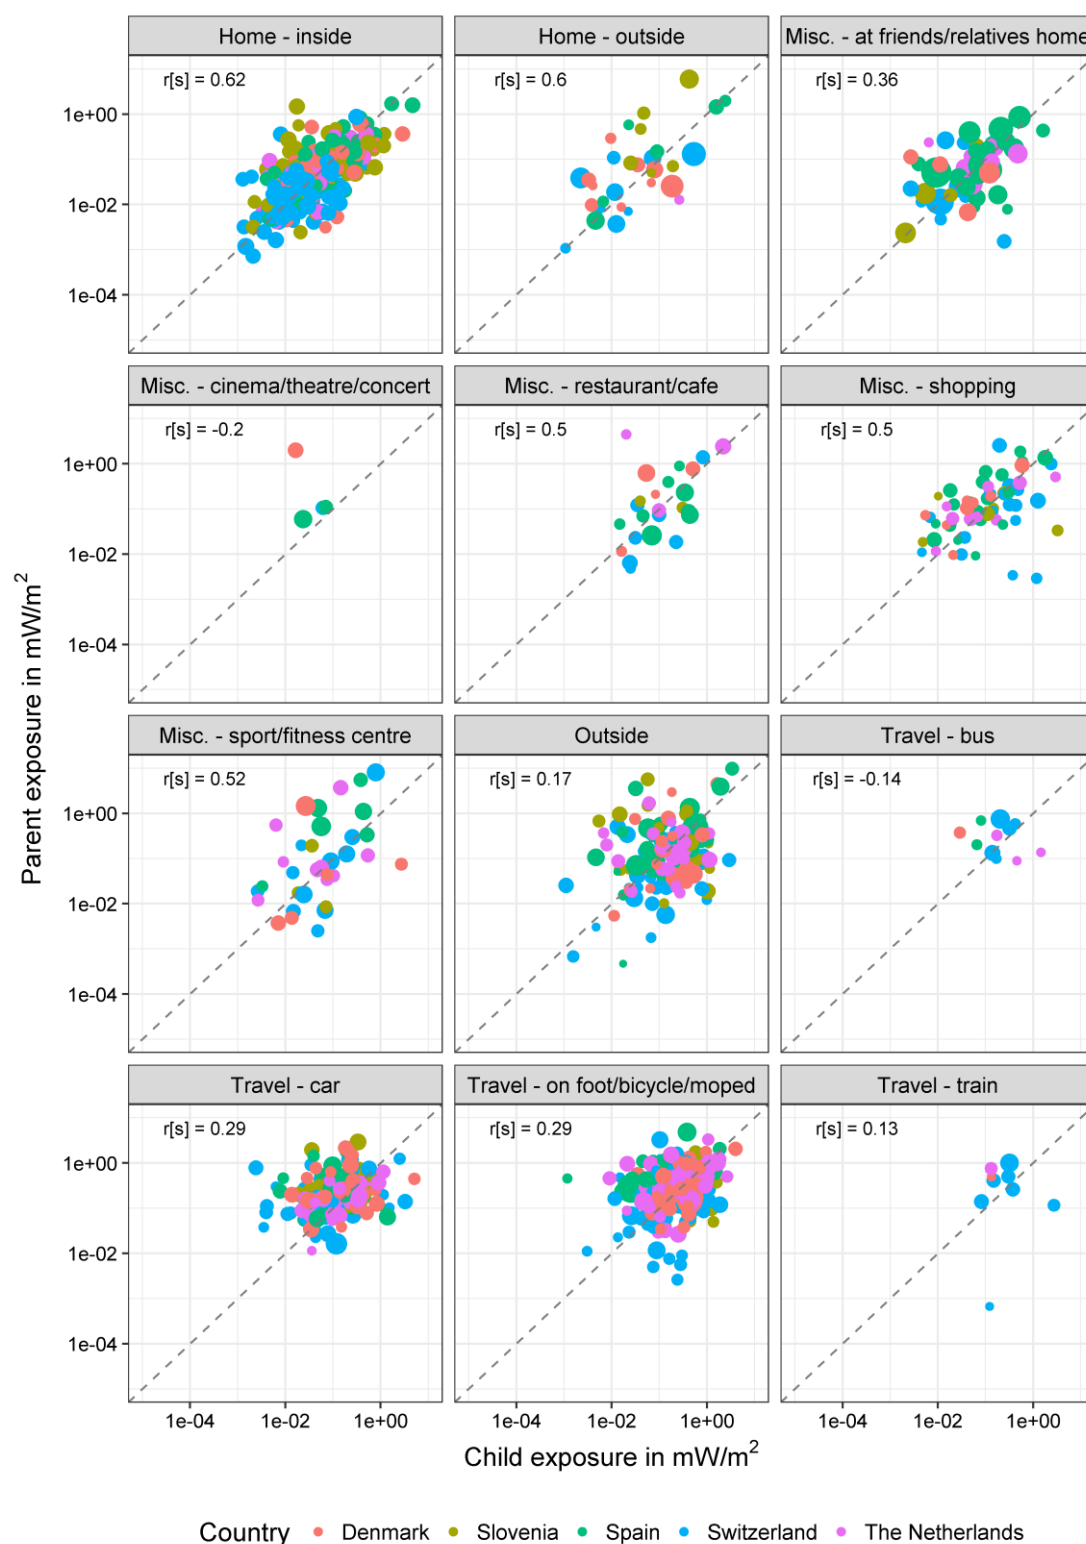 Home - inside
Home - outside
Misc. - at friends/relatives home
r[s] = 0.62
r[s] = 0.6
r[s] = 0.36
1e+00
1e-02
1e-04
Misc. - cinema/theatre/concert
Misc. - restaurant/cafe
Misc. - shopping
r[s] = -0.2
r[s] = 0.5
r[s] = 0.5
1e+00
1e-02
1e-04
Parent exposure in mW/m²
Misc. - sport/fitness centre
Outside
Travel - bus
r[s] = 0.52
r[s] = 0.17
r[s] = -0.14
1e+00
1e-02
1e-04
Travel - car
Travel - on foot/bicycle/moped
Travel - train
r[s] = 0.29
r[s] = 0.29
r[s] = 0.13
1e+00
1e-02
1e-04
1e-04 1e-02 1e+00
1e-04 1e-02 1e+00
1e-04 1e-02 1e+00
Child exposure in mW/m²
Country Denmark Slovenia Spain Switzerland The Netherlands